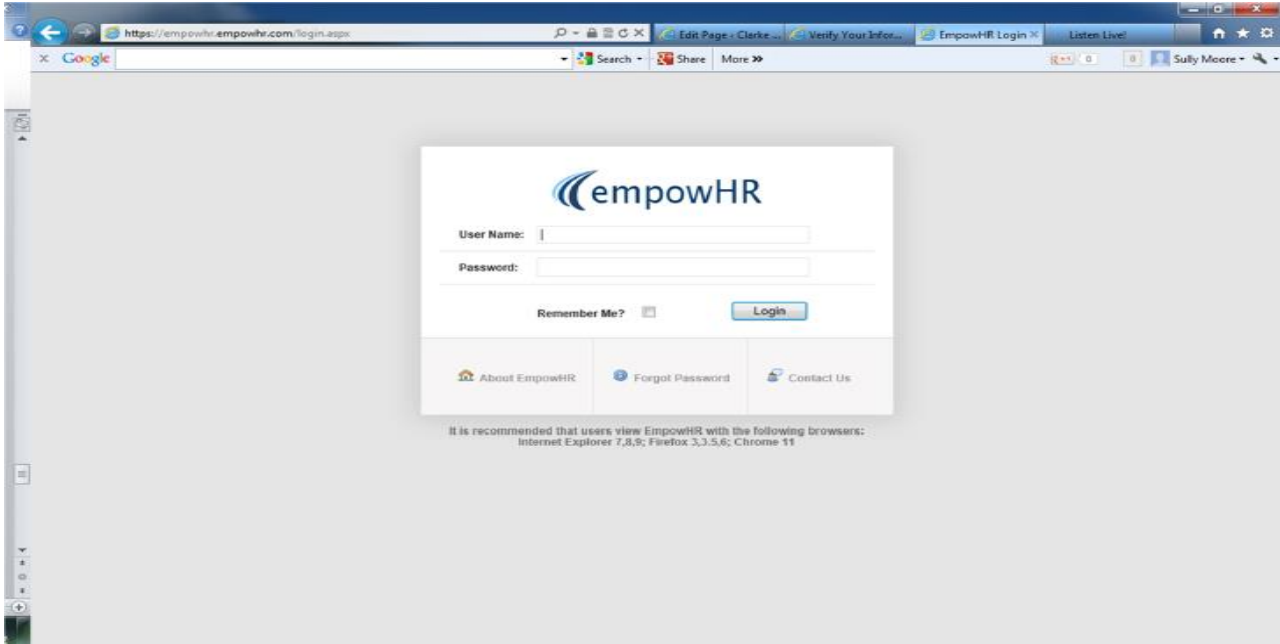 https://empowhr.empowhr.com/login.aspx
Edit Page - Clarke ...
Verify Your Infor...
EmpowHR Login
Listen Live!
x Google
Search
Share
More »
0
0
Sully Moore
empowHR
User Name:
Password:
Remember Me?
Login
About EmpowHR
Forgot Password
Contact Us
It is recommended that users view EmpowHR with the following browsers:
Internet Explorer 7,8,9; Firefox 3,3.5,6; Chrome 11